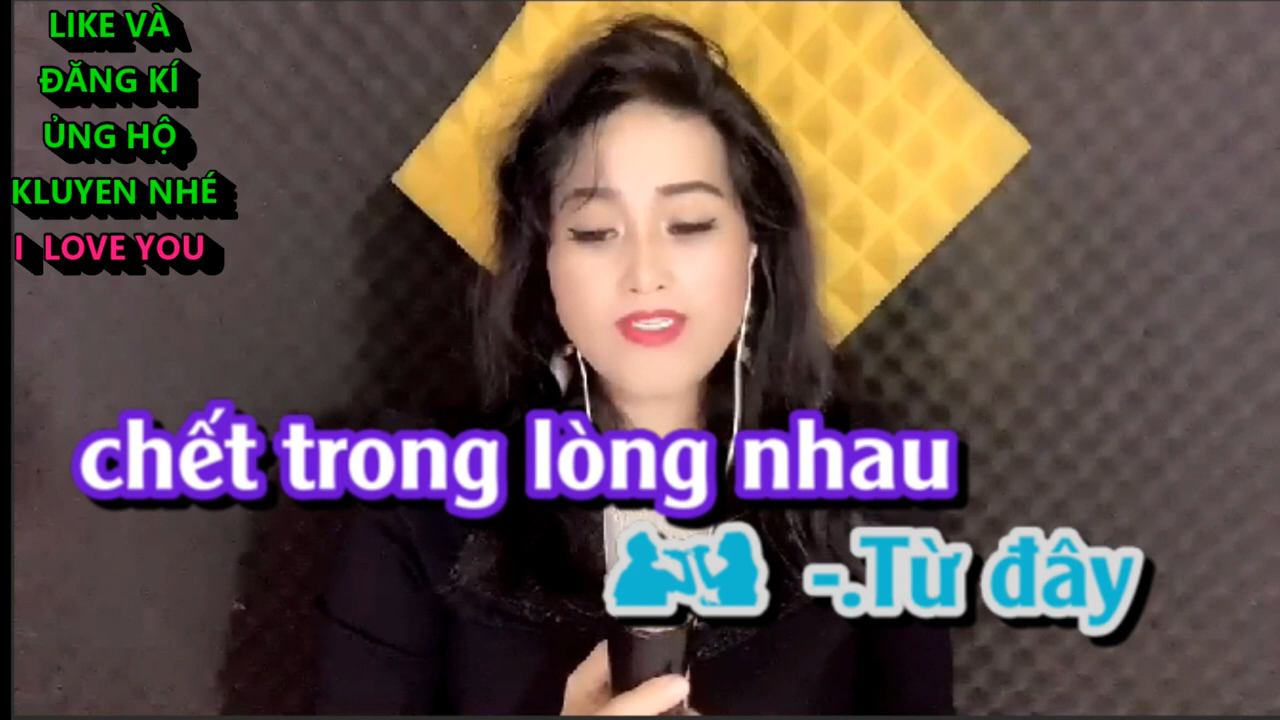 LIKE VÀ
ĐĂNG KÍ
ỦNG HỘ
KLUYEN NHÉ
I LOVE YOU
chết trong lòng nhau
-.Từ đây